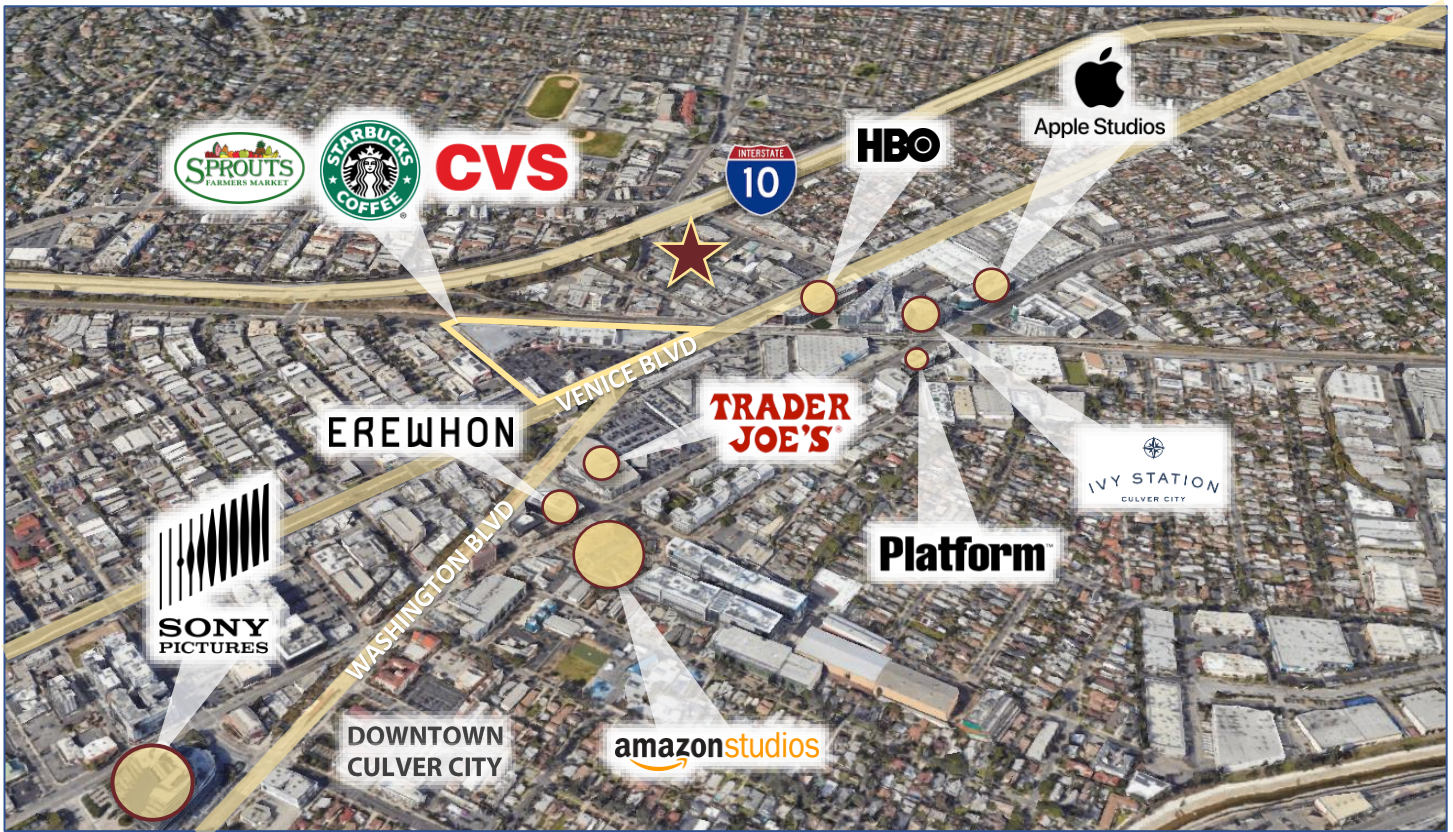 Apple Studios
HBO
INTERSTATE
10
SPROUTS
FARMERS MARKET
STARBUCKS
COFFEE
®
CVS
VENICE BLVD
TRADER
JOE'S®
EREWHON
IVY STATION
CULVER CITY
WASHINGTON BLVD
Platform™
SONY
PICTURES
DOWNTOWN
CULVER CITY
amazonstudios